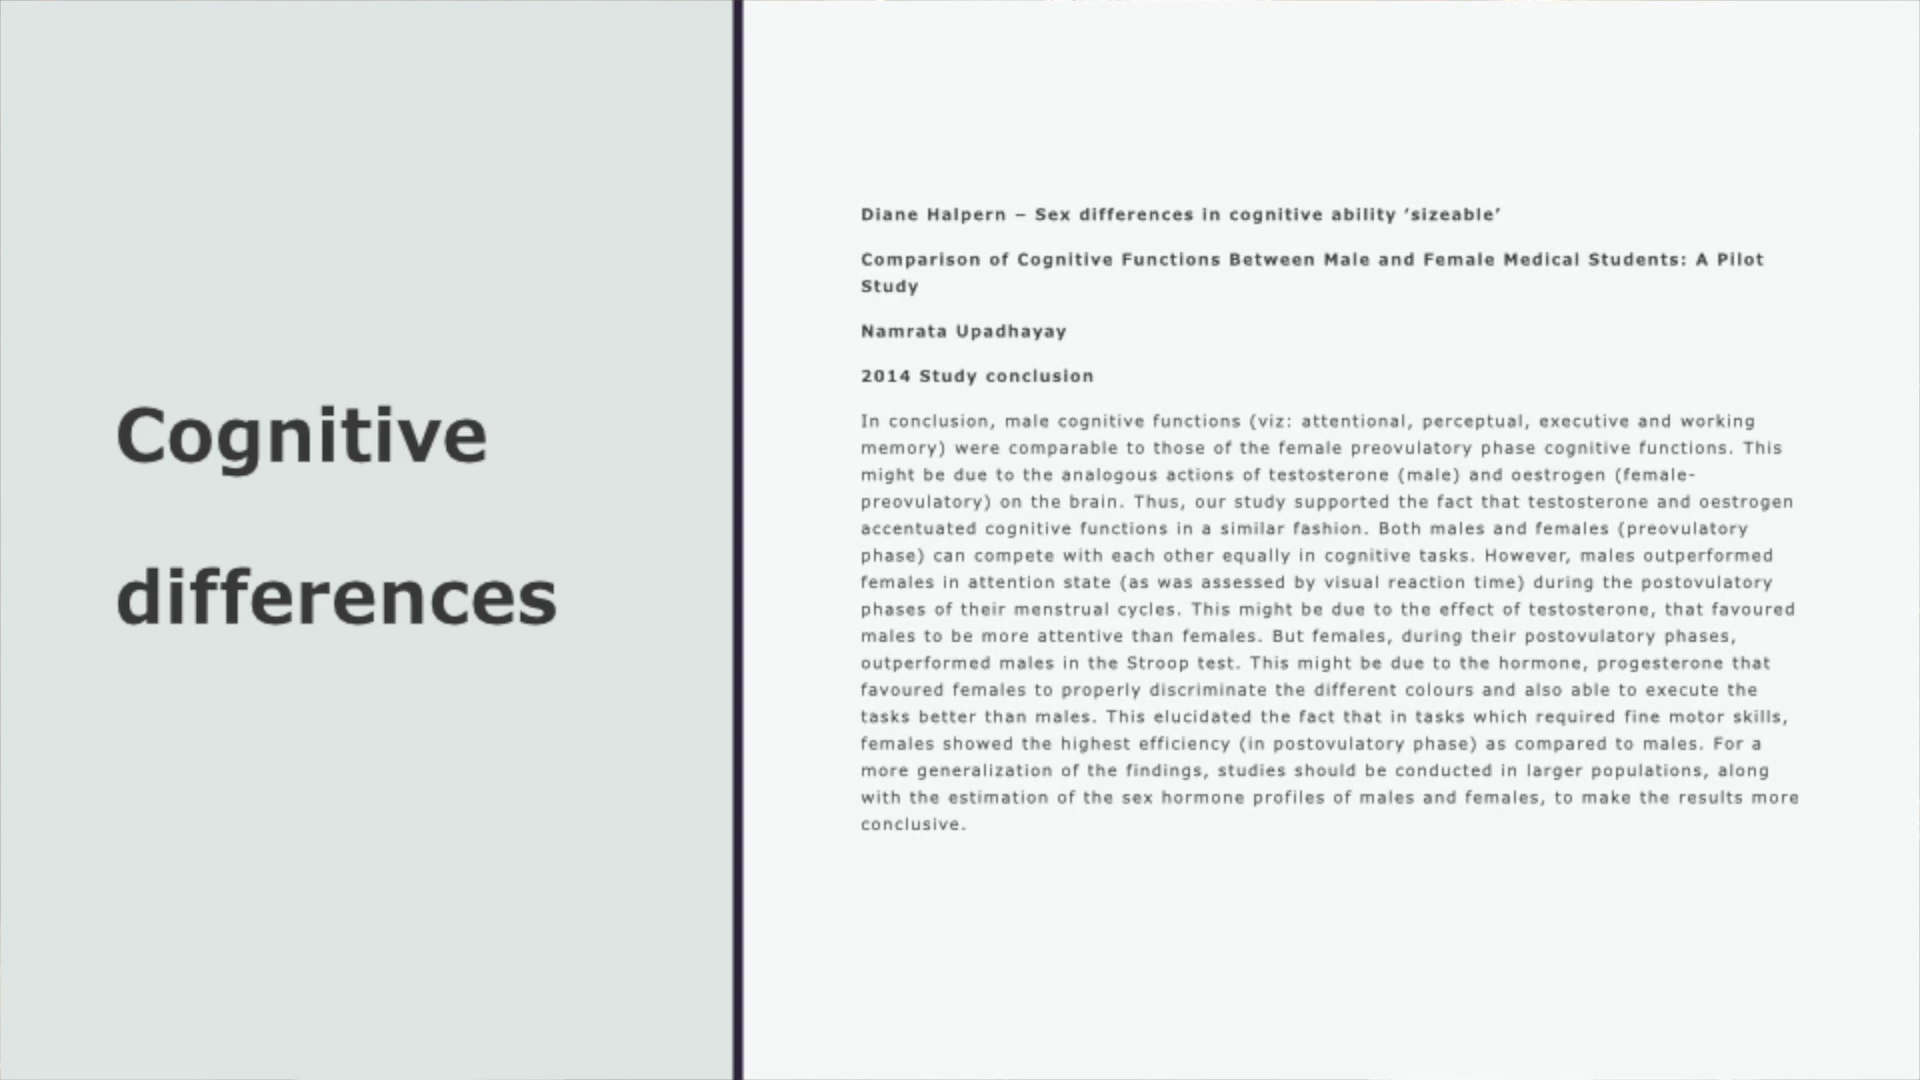 Cognitive
differences
Diane Halpern – Sex differences in cognitive ability ‘sizeable’
Comparison of Cognitive Functions Between Male and Female Medical Students: A Pilot
Study
Namrata Upadhayay
2014 Study conclusion
In conclusion, male cognitive functions (viz: attentional, perceptual, executive and working
memory) were comparable to those of the female preovulatory phase cognitive functions. This
might be due to the analogous actions of testosterone (male) and oestrogen (female-
preovulatory) on the brain. Thus, our study supported the fact that testosterone and oestrogen
accentuated cognitive functions in a similar fashion. Both males and females (preovulatory
phase) can compete with each other equally in cognitive tasks. However, males outperformed
females in attention state (as was assessed by visual reaction time) during the postovulatory
phases of their menstrual cycles. This might be due to the effect of testosterone, that favoured
males to be more attentive than females. But females, during their postovulatory phases,
outperformed males in the Stroop test. This might be due to the hormone, progesterone that
favoured females to properly discriminate the different colours and also able to execute the
tasks better than males. This elucidated the fact that in tasks which required fine motor skills,
females showed the highest efficiency (in postovulatory phase) as compared to males. For a
more generalization of the findings, studies should be conducted in larger populations, along
with the estimation of the sex hormone profiles of males and females, to make the results more
conclusive.